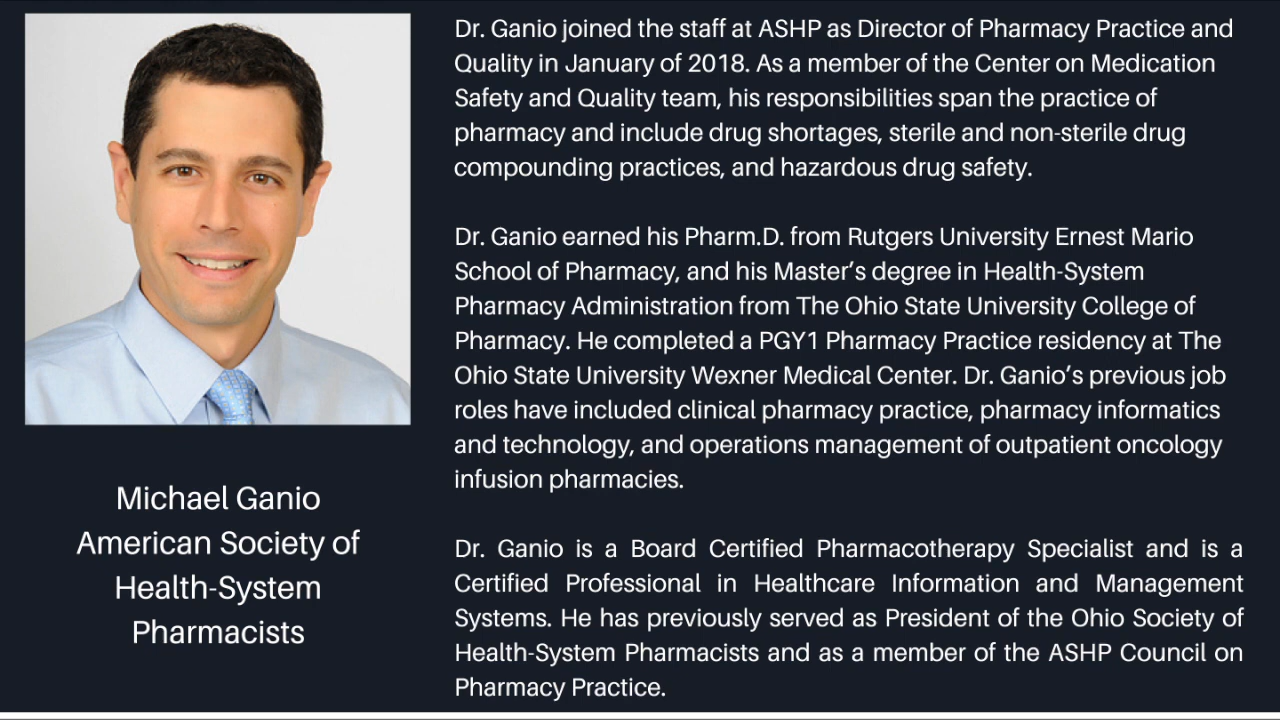 Dr. Ganio joined the staff at ASHP as Director of Pharmacy Practice and
Quality in January of 2018. As a member of the Center on Medication
Safety and Quality team, his responsibilities span the practice of
pharmacy and include drug shortages, sterile and non-sterile drug
compounding practices, and hazardous drug safety.
Dr. Ganio earned his Pharm.D. from Rutgers University Ernest Mario
School of Pharmacy, and his Master's degree in Health-System
Pharmacy Administration from The Ohio State University College of
Pharmacy. He completed a PGY1 Pharmacy Practice residency at The
Ohio State University Wexner Medical Center. Dr. Ganio's previous job
roles have included clinical pharmacy practice, pharmacy informatics
and technology, and operations management of outpatient oncology
infusion pharmacies.
Dr. Ganio is a Board Certified Pharmacotherapy Specialist and is a
Certified Professional in Healthcare Information and Management
Systems. He has previously served as President of the Ohio Society of
Health-System Pharmacists and as a member of the ASHP Council on
Pharmacy Practice.
Michael Ganio
American Society of
Health-System
Pharmacists